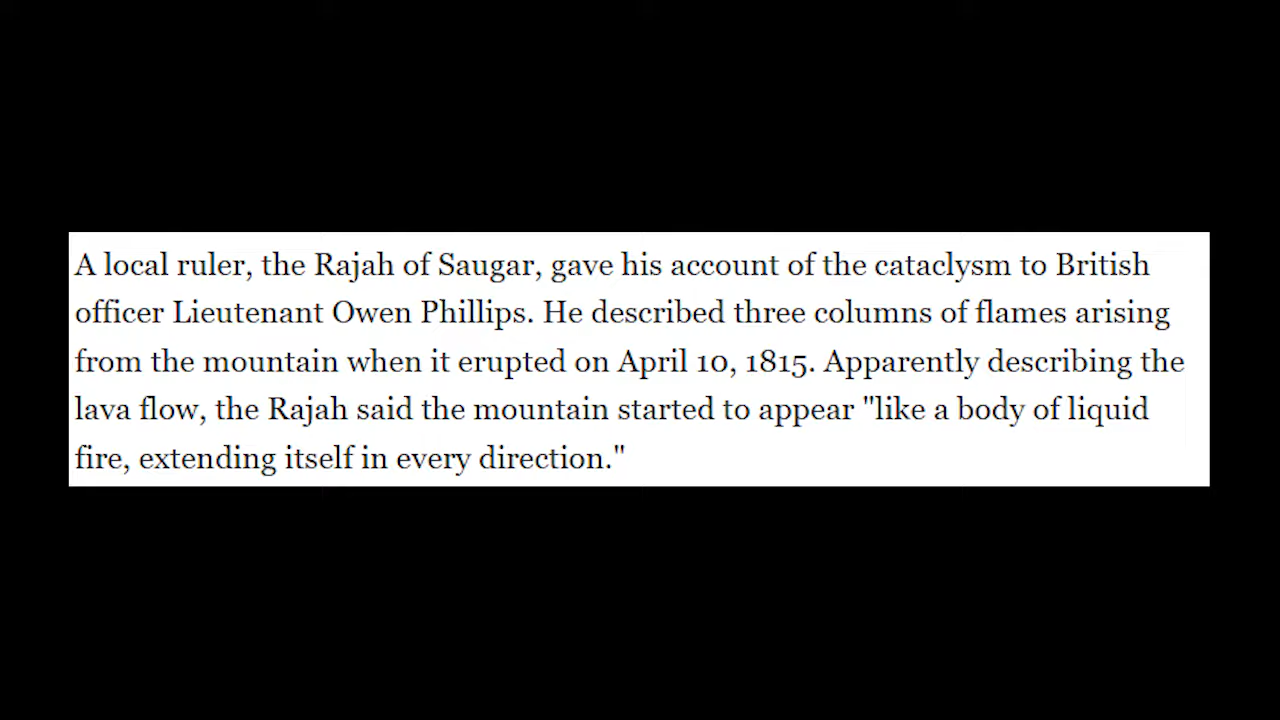 A local ruler, the Rajah of Saugar, gave his account of the cataclysm to British
officer Lieutenant Owen Phillips. He described three columns of flames arising
from the mountain when it erupted on April 10, 1815. Apparently describing the
lava flow, the Rajah said the mountain started to appear "like a body of liquid
fire, extending itself in every direction."